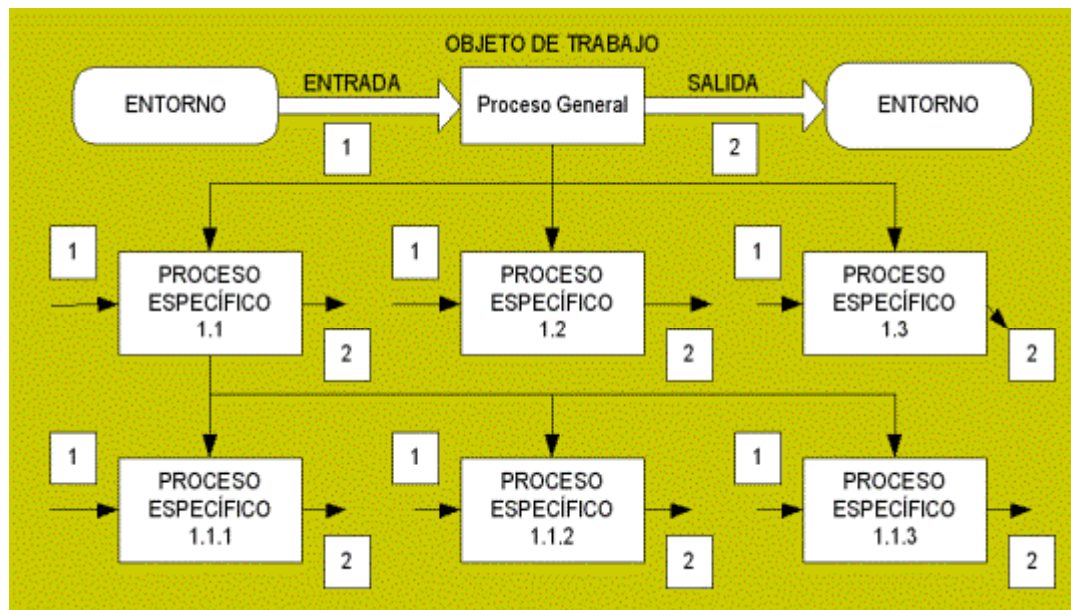 OBJETO DE TRABAJO
ENTORNO
ENTRADA
Proceso General
SALIDA
ENTORNO
1
2
1
PROCESO
ESPECÍFICO
1.1
2
1
PROCESO
ESPECÍFICO
1.2
2
1
PROCESO
ESPECÍFICO
1.3
2
1
PROCESO
ESPECÍFICO
1.1.1
2
1
PROCESO
ESPECÍFICO
1.1.2
2
1
PROCESO
ESPECÍFICO
1.1.3
2